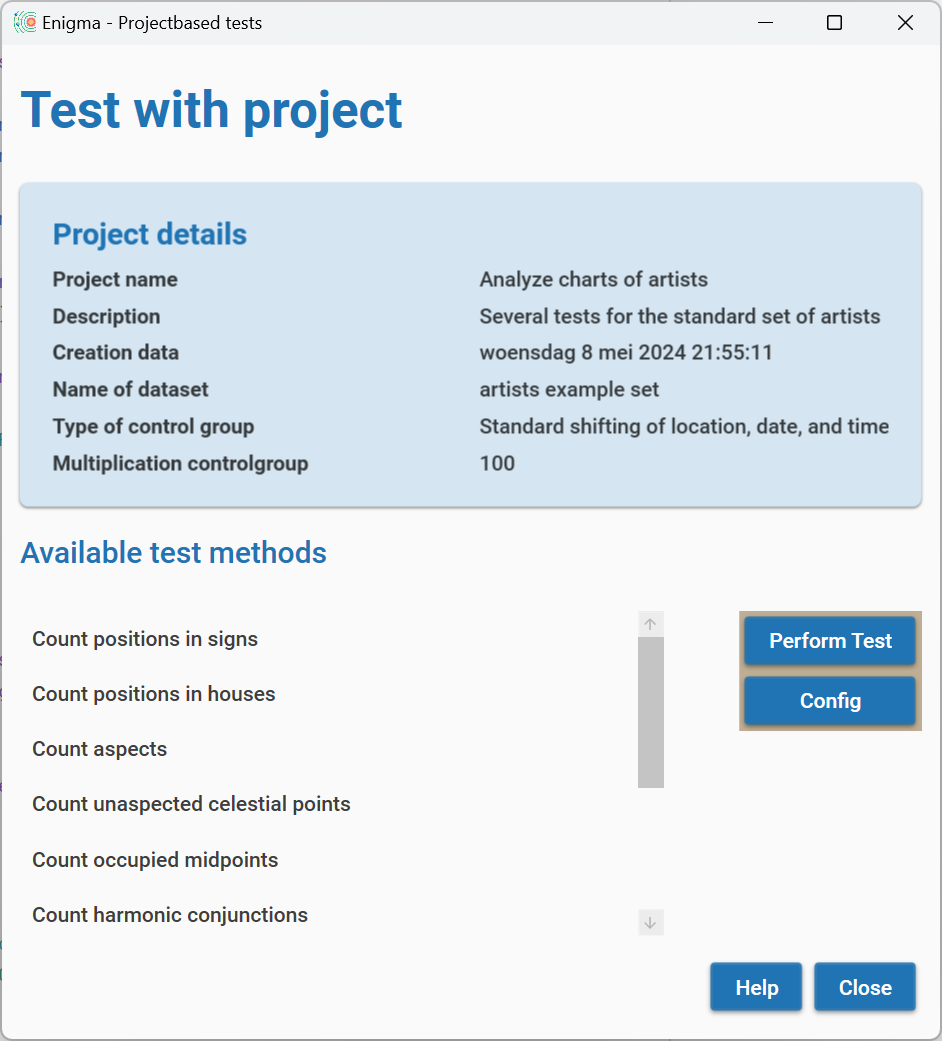 Enigma - Projectbased tests
Test with project
Project details
Project name Analyze charts of artists
Description Several tests for the standard set of artists
Creation data woensdag 8 mei 2024 21:55:11
Name of dataset artists example set
Type of control group Standard shifting of location, date, and time
Multiplication controlgroup 100
Available test methods
Count positions in signs
Count positions in houses
Count aspects
Count unaspected celestial points
Count occupied midpoints
Count harmonic conjunctions
Perform Test
Config
Help Close